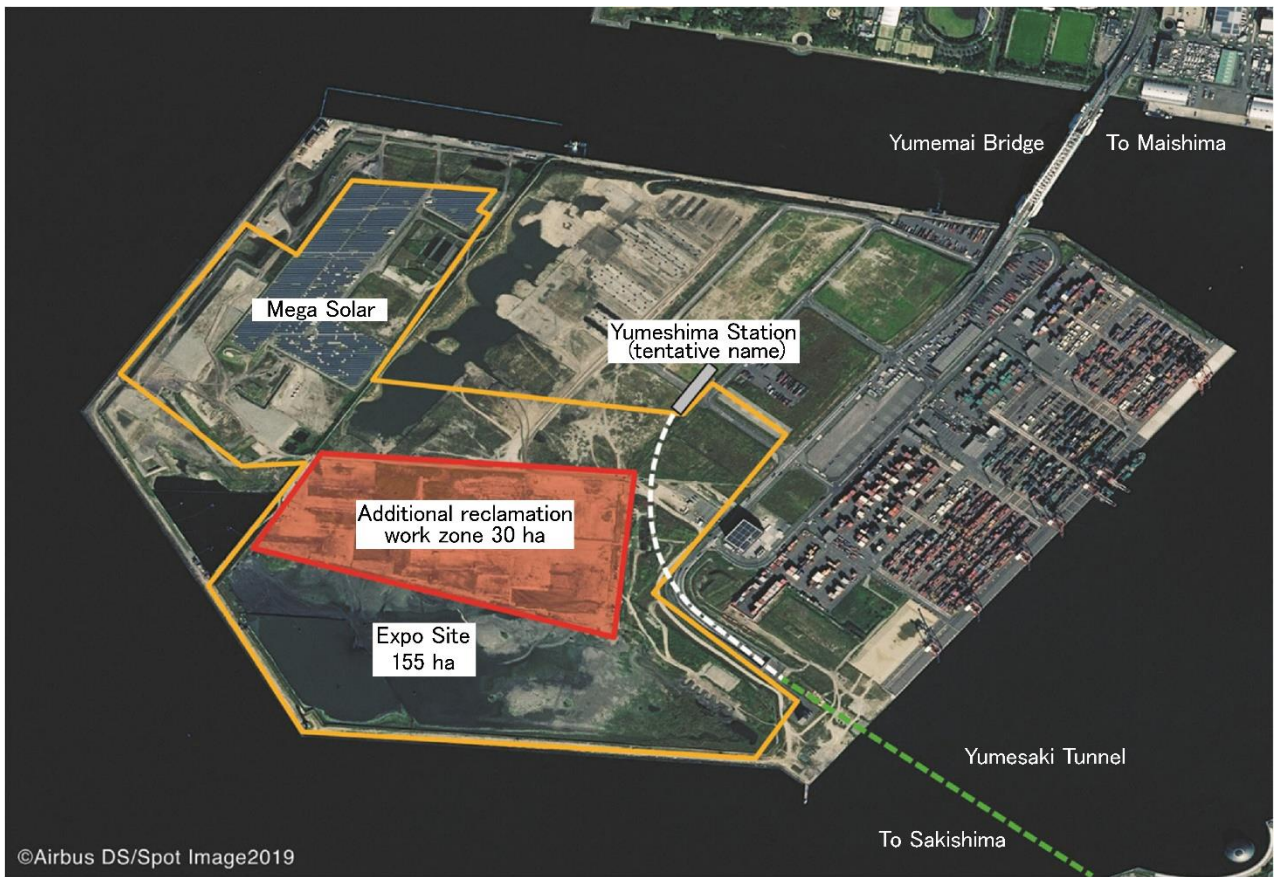 Yumemai Bridge
To Maishima
Mega Solar
Yumeshima Station
(tentative name)
Additional reclamation
work zone 30 ha
Expo Site
155 ha
Yumesaki Tunnel
To Sakishima
©Airbus DS/Spot Image2019